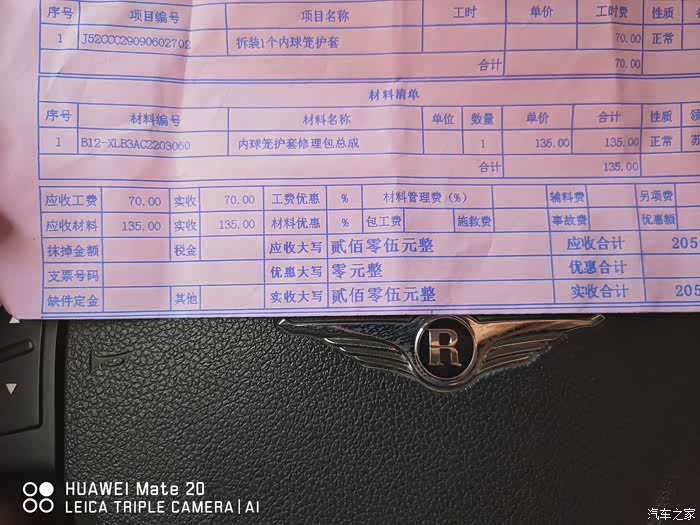 序号 项目编号 项目名称 工时 单价 工时费 性质
1 J52CCC29090602702 拆装1个内球笼护套 70.00 正常
合计 70.00
材料清单
序号 材料编号 材料名称 单位 数量 单价 合计 性质 领
1 B12-XLB3AC2203060 内球笼护套修理包总成 1 135.00 135.00 正常 苏
合计 135.00
应收工费 70.00 实收 70.00 工费优惠 % 材料管理费(%) 辅料费 另项费
应收材料 135.00 实收 135.00 材料优惠 % 包工费 施救费 事故费 优惠额
抹掉金额 税金 应收大写 贰佰零伍元整 应收合计 205
支票号码 优惠大写 零元整 优惠合计
缺件定金 其他 实收大写 贰佰零伍元整 实收合计 205
R
HUAWEI Mate 20
LEICA TRIPLE CAMERA | AI
汽车之家